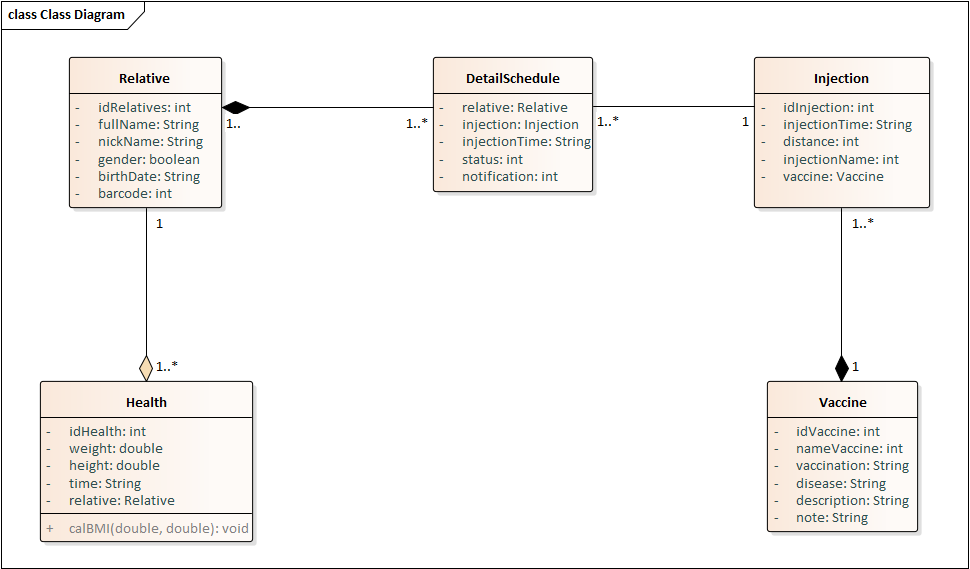 class Class Diagram
Relative
- idRelatives: int
- fullName: String
- nickName: String
- gender: boolean
- birthDate: String
- barcode: int
1..
1..*
DetailSchedule
- relative: Relative
- injection: Injection
- injectionTime: String
- status: int
- notification: int
1..*
1
Injection
- idInjection: int
- injectionTime: String
- distance: int
- injectionName: int
- vaccine: Vaccine
1
1..*
1..*
1
Health
- idHealth: int
- weight: double
- height: double
- time: String
- relative: Relative
+ calBMI(double, double): void
Vaccine
- idVaccine: int
- nameVaccine: int
- vaccination: String
- disease: String
- description: String
- note: String